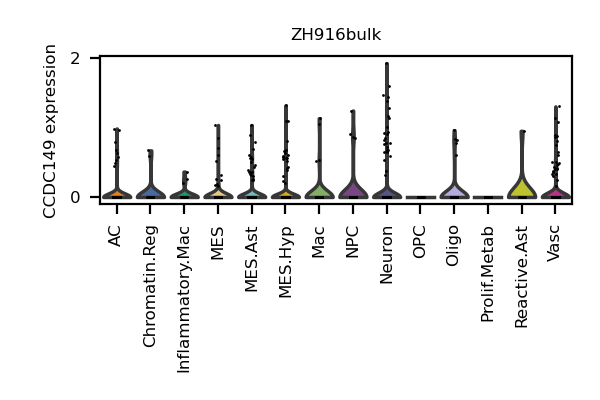 ZH916bulk
CCDC149 expression
2
0
AC
Chromatin.Reg
Inflammatory.Mac
MES
MES.Ast
MES.Hyp
Mac
NPC
Neuron
OPC
Oligo
Prolif.Metab
Reactive.Ast
Vasc